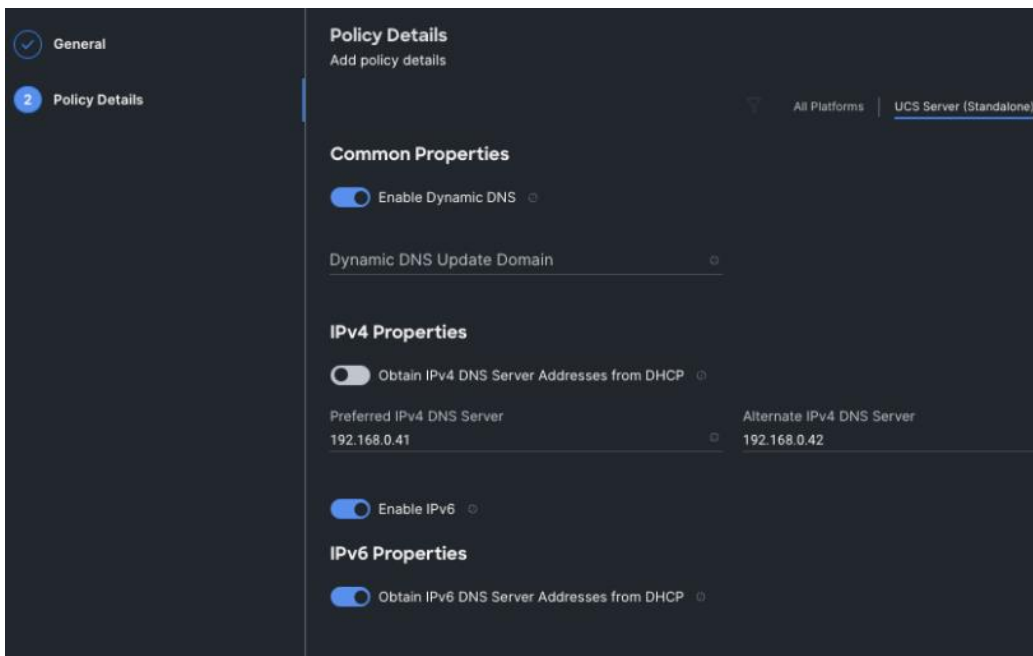 General
2
Policy Details
Policy Details
Add policy details
All Platforms
UCS Server (Standalone)
Common Properties
Enable Dynamic DNS
Dynamic DNS Update Domain
IPv4 Properties
Obtain IPv4 DNS Server Addresses from DHCP
Preferred IPv4 DNS Server
192.168.0.41
Alternate IPv4 DNS Server
192.168.0.42
Enable IPv6
IPv6 Properties
Obtain IPv6 DNS Server Addresses from DHCP